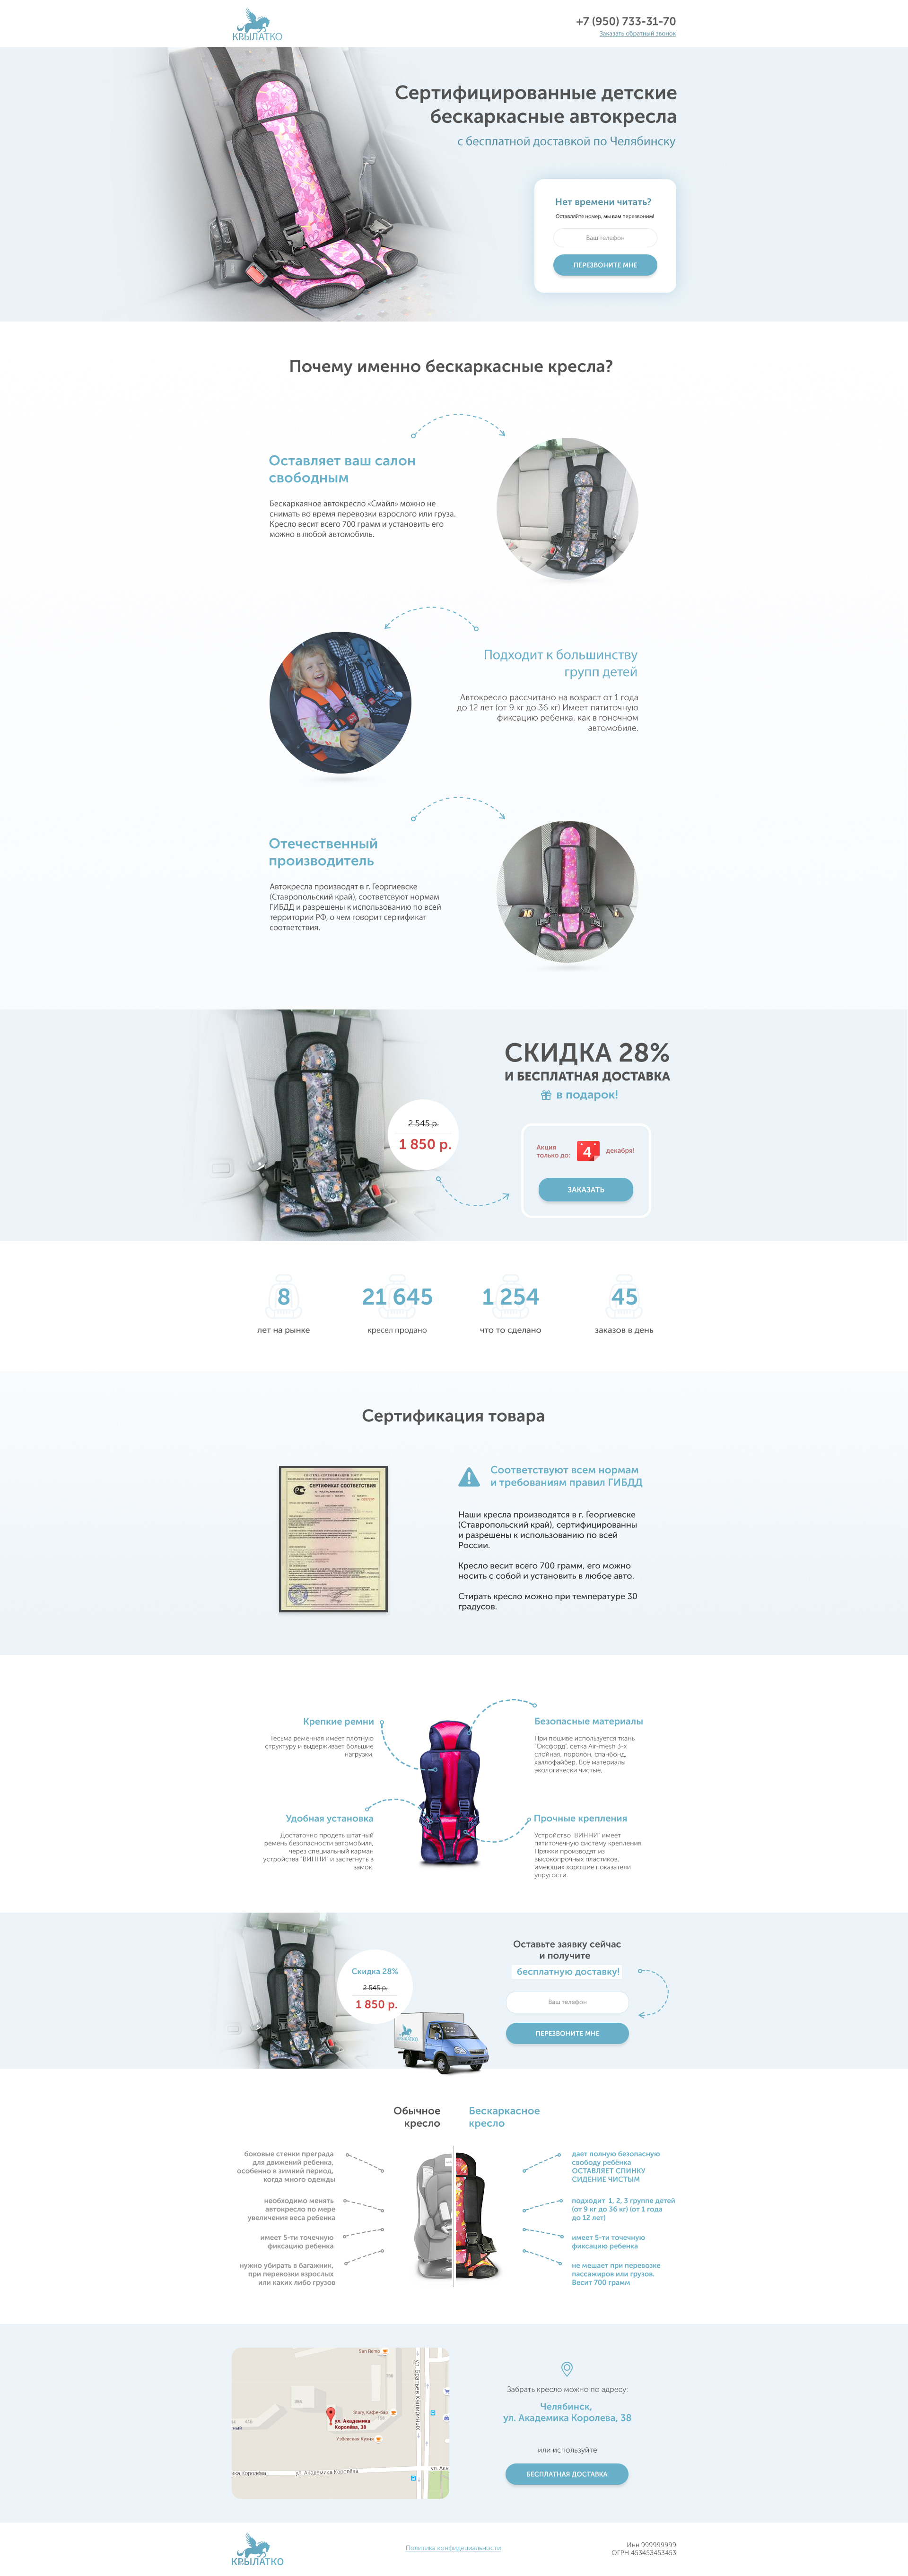 КРЫЛАТКО
+7 (950) 733-31-70
Заказать обратный звонок
Сертифицированные детские
бескаркасные автокресла
с бесплатной доставкой по Челябинску
Нет времени читать?
Оставляйте номер, мы вам перезвоним!
Ваш телефон
ПЕРЕЗВОНИТЕ МНЕ
Почему именно бескаркасные кресла?
Оставляет ваш салон
свободным
Бескаркаяное автокресло «Смайл» можно не
снимать во время перевозки взрослого или груза.
Кресло весит всего 700 грамм и установить его
можно в любой автомобиль.
Подходит к большинству
групп детей
Автокресло рассчитано на возраст от 1 года
до 12 лет (от 9 кг до 36 кг) Имеет пятиточную
фиксацию ребенка, как в гоночном
автомобиле.
Отечественный
производитель
Автокресла производят в г. Георгиевске
(Ставропольский край), соответсвуют нормам
ГИБДД и разрешены к использованию по всей
территории РФ, о чем говорит сертификат
соответствия.
СКИДКА 28%
И БЕСПЛАТНАЯ ДОСТАВКА
в подарок!
2 545 р.
1 850 р.
Акция
только до:
4
декабря!
ЗАКАЗАТЬ
8
лет на рынке
21 645
кресел продано
1 254
что то сделано
45
заказов в день
Сертификация товара
СЕРТИФИКАТ СООТВЕТСТВИЯ
Соответствуют всем нормам
и требованиям правил ГИБДД
Наши кресла производятся в г. Георгиевске
(Ставропольский край), сертифицированны
и разрешены к использованию по всей
России.
Кресло весит всего 700 грамм, его можно
носить с собой и установить в любое авто.
Стирать кресло можно при температуре 30
градусов.
Крепкие ремни
Тесьма ременная имеет плотную
структуру и выдерживает большие
нагрузки.
Безопасные материалы
При пошиве используется ткань
"Оксфорд", сетка Air-mesh 3-х
слойная, поролон, спанбонд,
халлофайбер. Все материалы
экологически чистые.
Удобная установка
Достаточно продеть штатный
ремень безопасности автомобиля,
через специальный карман
устройства "ВИННИ" и застегнуть в
замок.
Прочные крепления
Устройство ВИННИ" имеет
пятиточечную систему крепления.
Пряжки производят из
высокопрочных пластиков,
имеющих хорошие показатели
упругости.
Скидка 28%
2 545 р.
1 850 р.
КРЫЛАТКО
Оставьте заявку сейчас
и получите
бесплатную доставку!
Ваш телефон
ПЕРЕЗВОНИТЕ МНЕ
Обычное
кресло
Бескаркасное
кресло
боковые стенки преграда
для движений ребенка,
особенно в зимний период,
когда много одежды
необходимо менять
автокресло по мере
увеличения веса ребенка
имеет 5-ти точечную
фиксацию ребенка
нужно убирать в багажник,
при перевозки взрослых
или каких либо грузов
дает полную безопасную
свободу ребёнка
ОСТАВЛЯЕТ СПИНКУ
СИДЕНИЕ ЧИСТЫМ
подходит 1, 2, 3 группе детей
(от 9 кг до 36 кг) (от 1 года
до 12 лет)
имеет 5-ти точечную
фиксацию ребенка
не мешает при перевозке
пассажиров или грузов.
Весит 700 грамм
San Remo
ул. Братьев Кашириных
Story, Кафе-бар
ул. Академика
Королёва, 38
Узбекская Кухня
ика Королёва
ул. Академика Королёва
ул. Ака
Забрать кресло можно по адресу:
Челябинск,
ул. Академика Королева, 38
или используйте
БЕСПЛАТНАЯ ДОСТАВКА
КРЫЛАТКО
Политика конфидециальности
Инн 999999999
ОГРН 453453453453